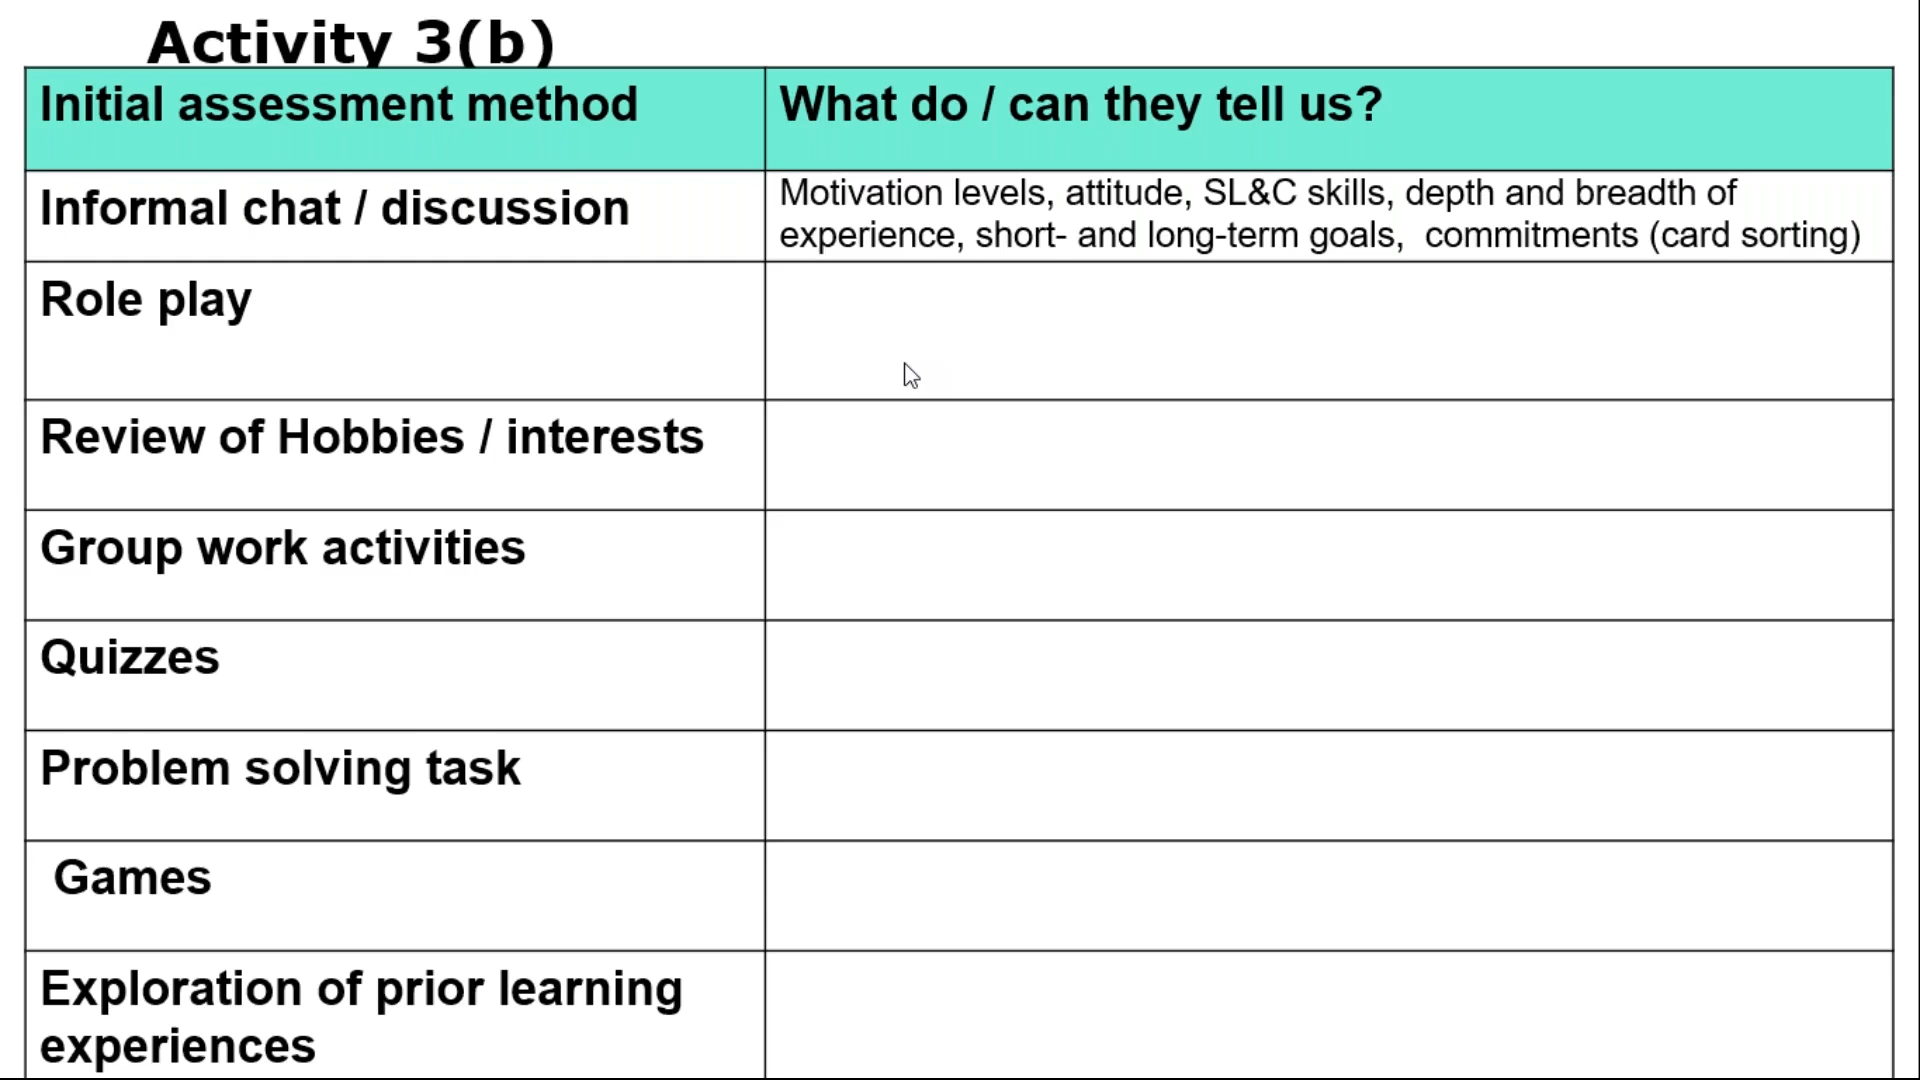 Activity 3(b)
Initial assessment method
What do / can they tell us?
Informal chat / discussion
Motivation levels, attitude, SL&C skills, depth and breadth of
experience, short- and long-term goals,  commitments (card sorting)
Role play
Review of Hobbies / interests
Group work activities
Quizzes
Problem solving task
Games
Exploration of prior learning
experiences